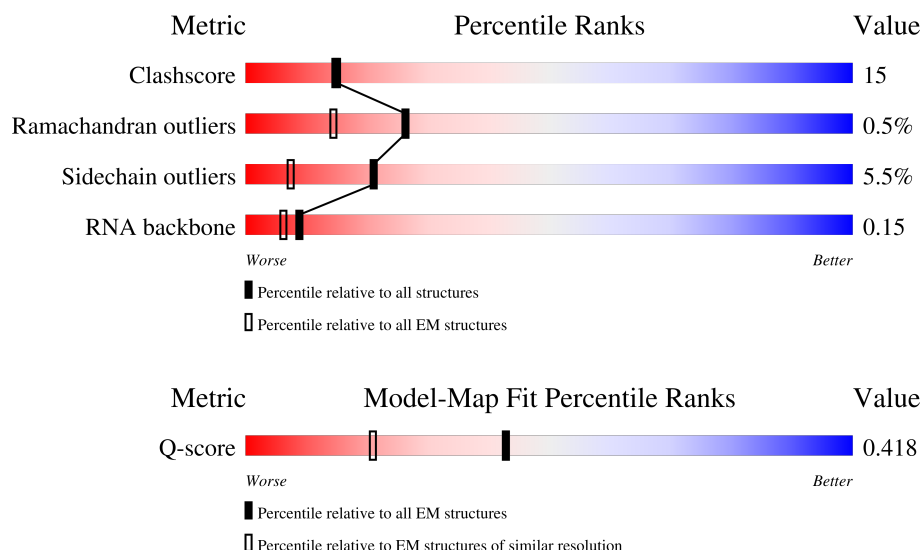 Metric Percentile Ranks Value
Clashscore 15
Ramachandran outliers 0.5%
Sidechain outliers 5.5%
RNA backbone 0.15
Worse Better
Percentile relative to all structures
Percentile relative to all EM structures
Metric Model-Map Fit Percentile Ranks Value
Q-score 0.418
Worse Better
Percentile relative to all EM structures
Percentile relative to EM structures of similar resolution